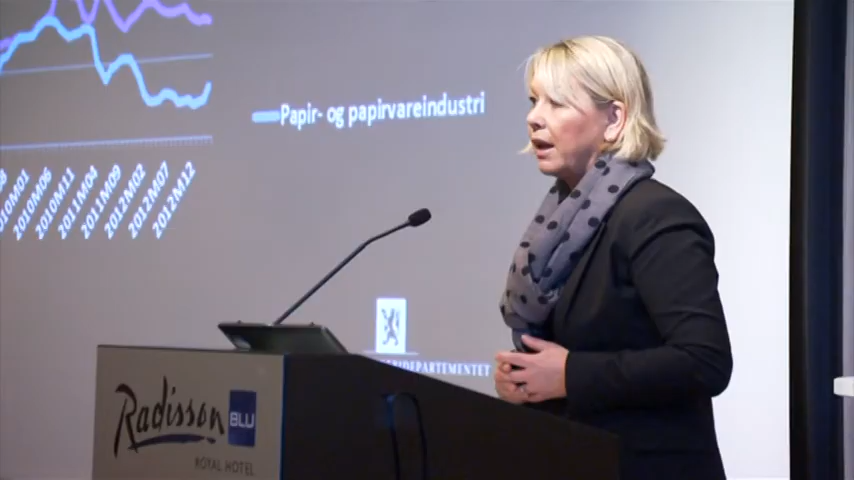 Papir- og papirvareindustri
2010M01
2010M06
2010M11
2011M04
2011M09
2012M02
2012M07
2012M12
Radisson
BLU
ROYAL HOTEL